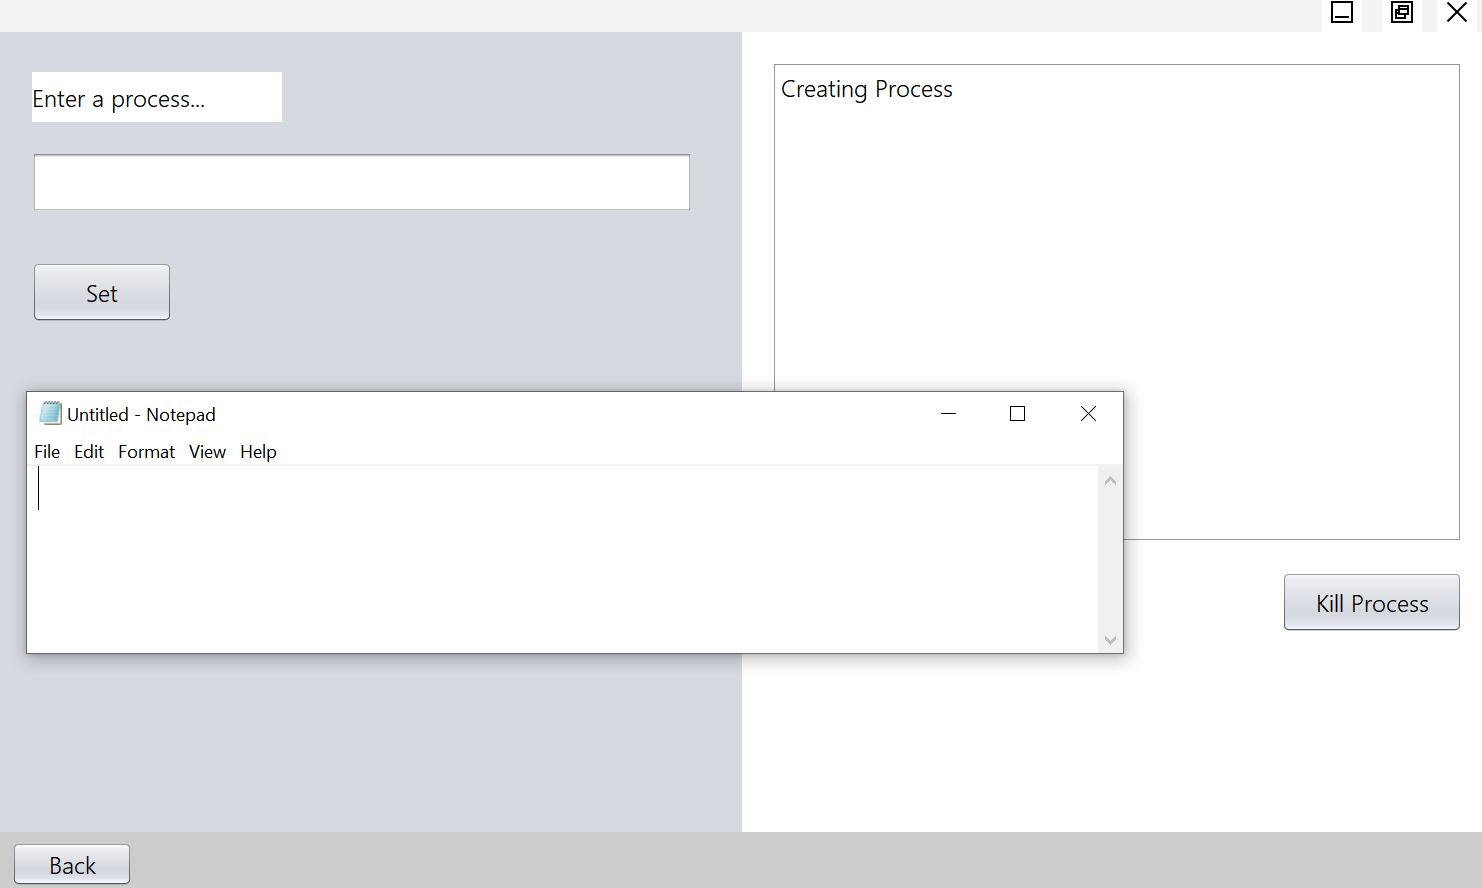 Enter a process...
Creating Process
Set
Untitled - Notepad
File Edit Format View Help
Kill Process
Back